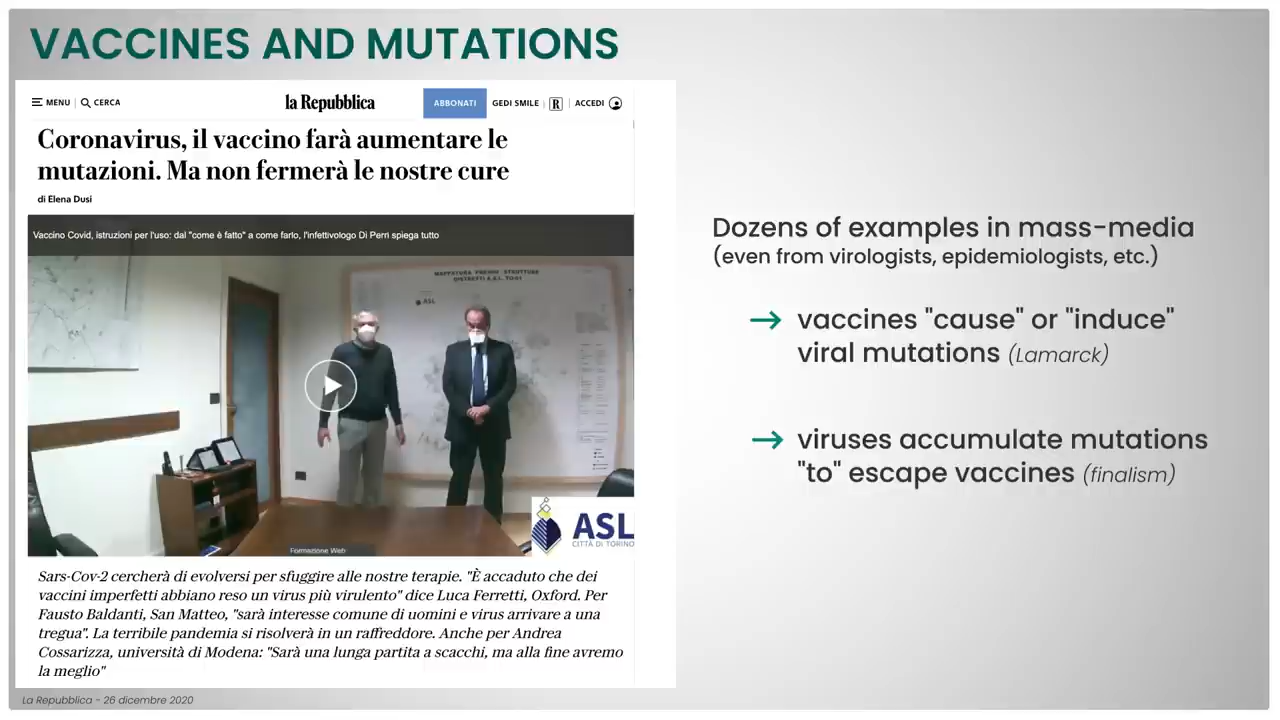 VACCINES AND MUTATIONS
MENU CERCA
la Repubblica
ABBONATI GEDI SMILE R ACCEDI
Coronavirus, il vaccino farà aumentare le
mutazioni. Ma non fermerà le nostre cure
di Elena Dusi
Vaccino Covid, istruzioni per l'uso: dal "come è fatto" a come farlo, l'infettivologo Di Perri spiega tutto
ASL
ASL
CITTÀ DI TORINO
Formazione Web
Sars-Cov-2 cercherà di evolversi per sfuggire alle nostre terapie. "È accaduto che dei
vaccini imperfetti abbiano reso un virus più virulento" dice Luca Ferretti, Oxford. Per
Fausto Baldanti, San Matteo, "sarà interesse comune di uomini e virus arrivare a una
tregua". La terribile pandemia si risolverà in un raffreddore. Anche per Andrea
Cossarizza, università di Modena: "Sarà una lunga partita a scacchi, ma alla fine avremo
la meglio"
La Repubblica - 26 dicembre 2020
Dozens of examples in mass-media
(even from virologists, epidemiologists, etc.)
→ vaccines "cause" or "induce"
viral mutations (Lamarck)
→ viruses accumulate mutations
"to" escape vaccines (finalism)